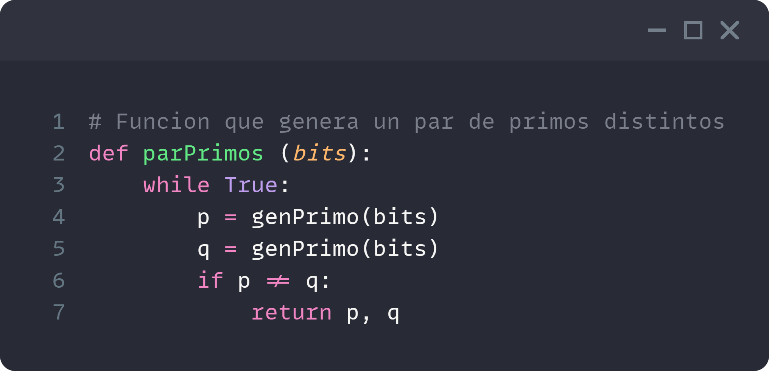 1 # Funcion que genera un par de primos distintos
2 def parPrimos (bits):
3     while True:
4         p = genPrimo(bits)
5         q = genPrimo(bits)
6         if p ≠ q:
7             return p, q